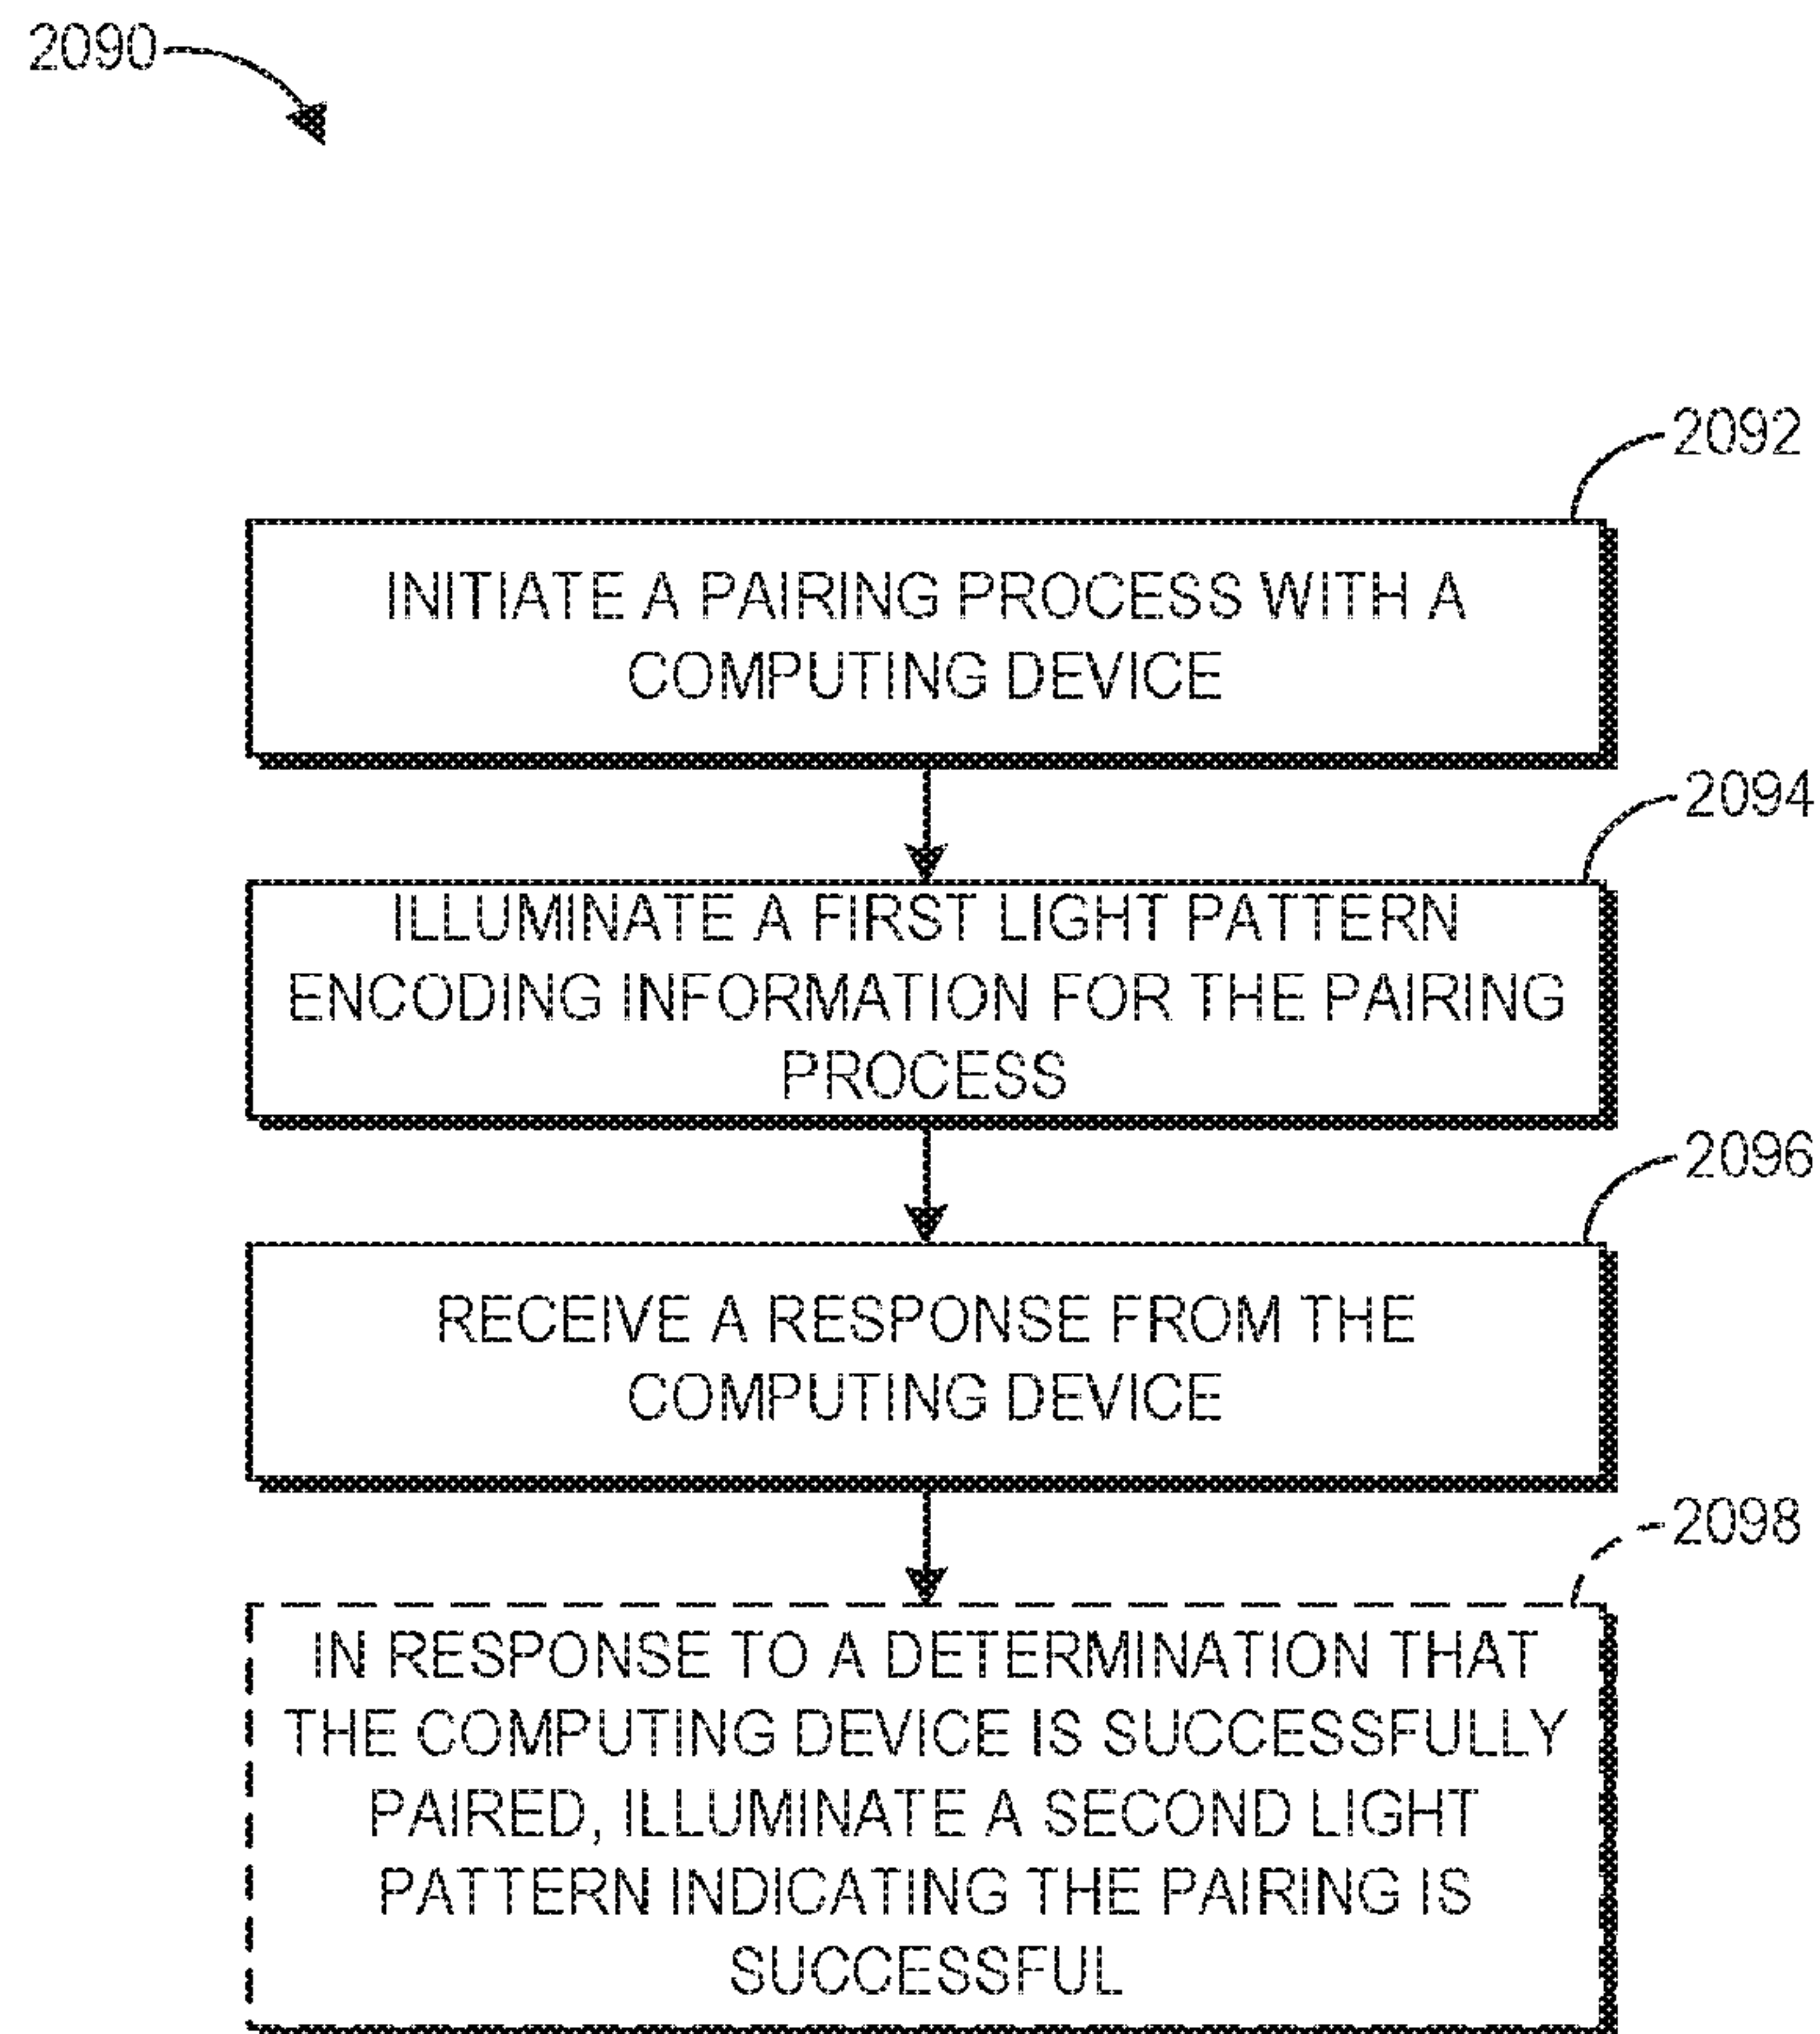 2090
2092
INITIATE A PAIRING PROCESS WITH A
COMPUTING DEVICE
2094
ILLUMINATE A FIRST LIGHT PATTERN
ENCODING INFORMATION FOR THE PAIRING
PROCESS
2096
RECEIVE A RESPONSE FROM THE
COMPUTING DEVICE
2098
IN RESPONSE TO A DETERMINATION THAT
THE COMPUTING DEVICE IS SUCCESSFULLY
PAIRED, ILLUMINATE A SECOND LIGHT
PATTERN INDICATING THE PAIRING IS
SUCCESSFUL